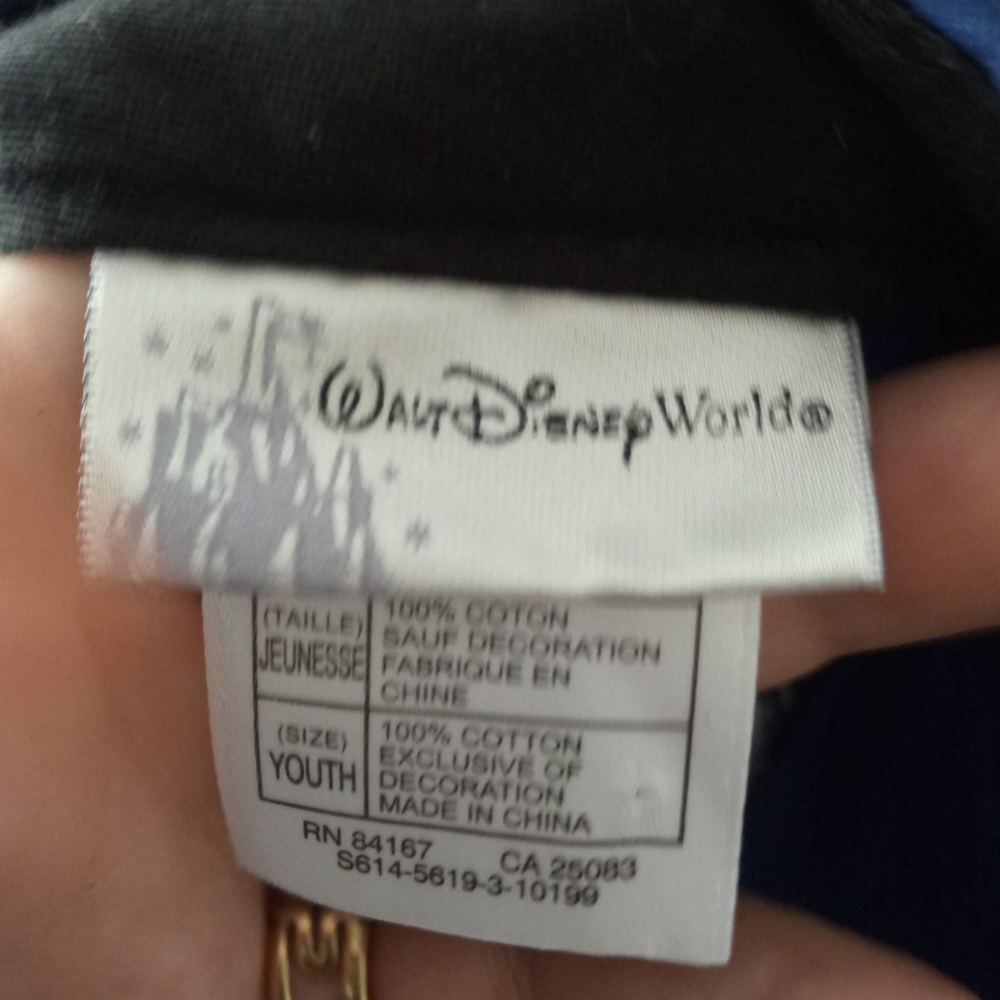 Walt Disney World®
(TAILLE)
JEUNESSE
100% COTON
SAUF DECORATION
FABRIQUE EN
CHINE
(SIZE)
YOUTH
100% COTTON
EXCLUSIVE OF
DECORATION
MADE IN CHINA
RN 84167 CA 25083
S614-5619-3-10199